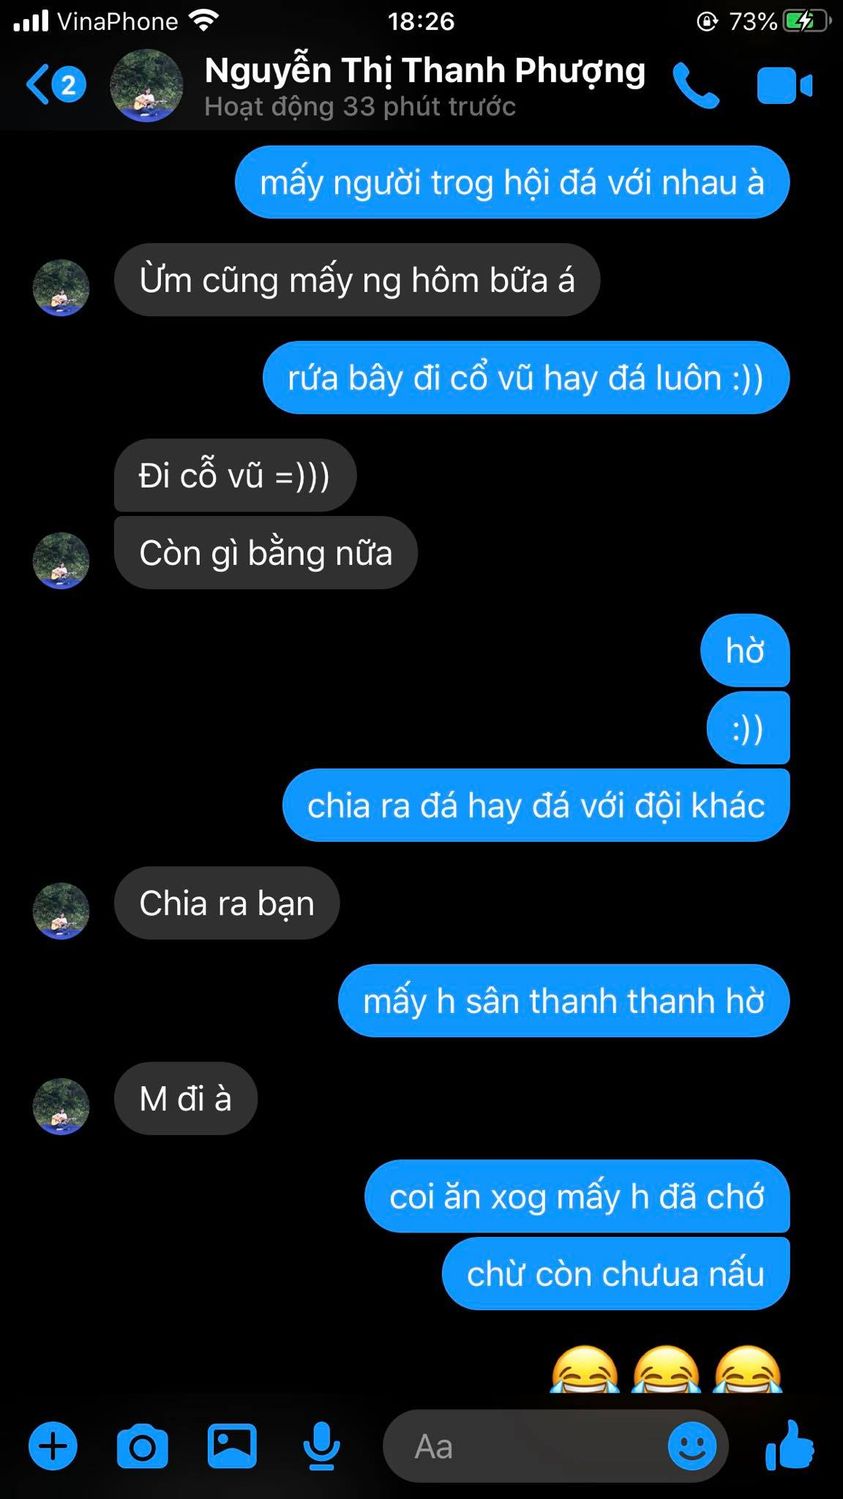 VinaPhone 18:26 73%
2 Nguyễn Thị Thanh Phượng
Hoạt động 33 phút trước
mấy người trog hội đá với nhau à
Ừm cũng mấy ng hôm bữa á
rứa bây đi cổ vũ hay đá luôn :))
Đi cỗ vũ =)))
Còn gì bằng nữa
hờ
:))
chia ra đá hay đá với đội khác
Chia ra bạn
mấy h sân thanh thanh hờ
M đi à
coi ăn xog mấy h đã chớ
chừ còn chưua nấu
😂😂😂
Aa